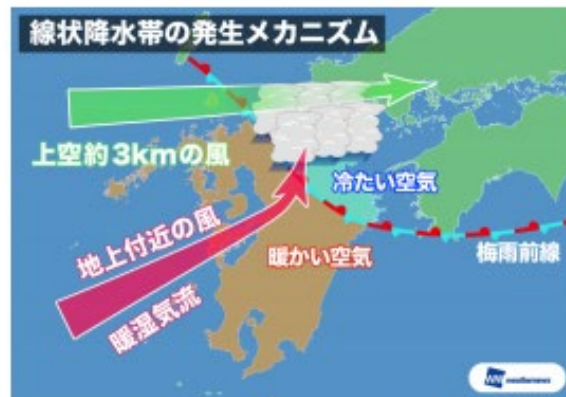 線状降水帯の発生メカニズム
上空約3kmの風
冷たい空気
地上付近の風
暖かい空気
梅雨前線
暖湿気流
weathernews